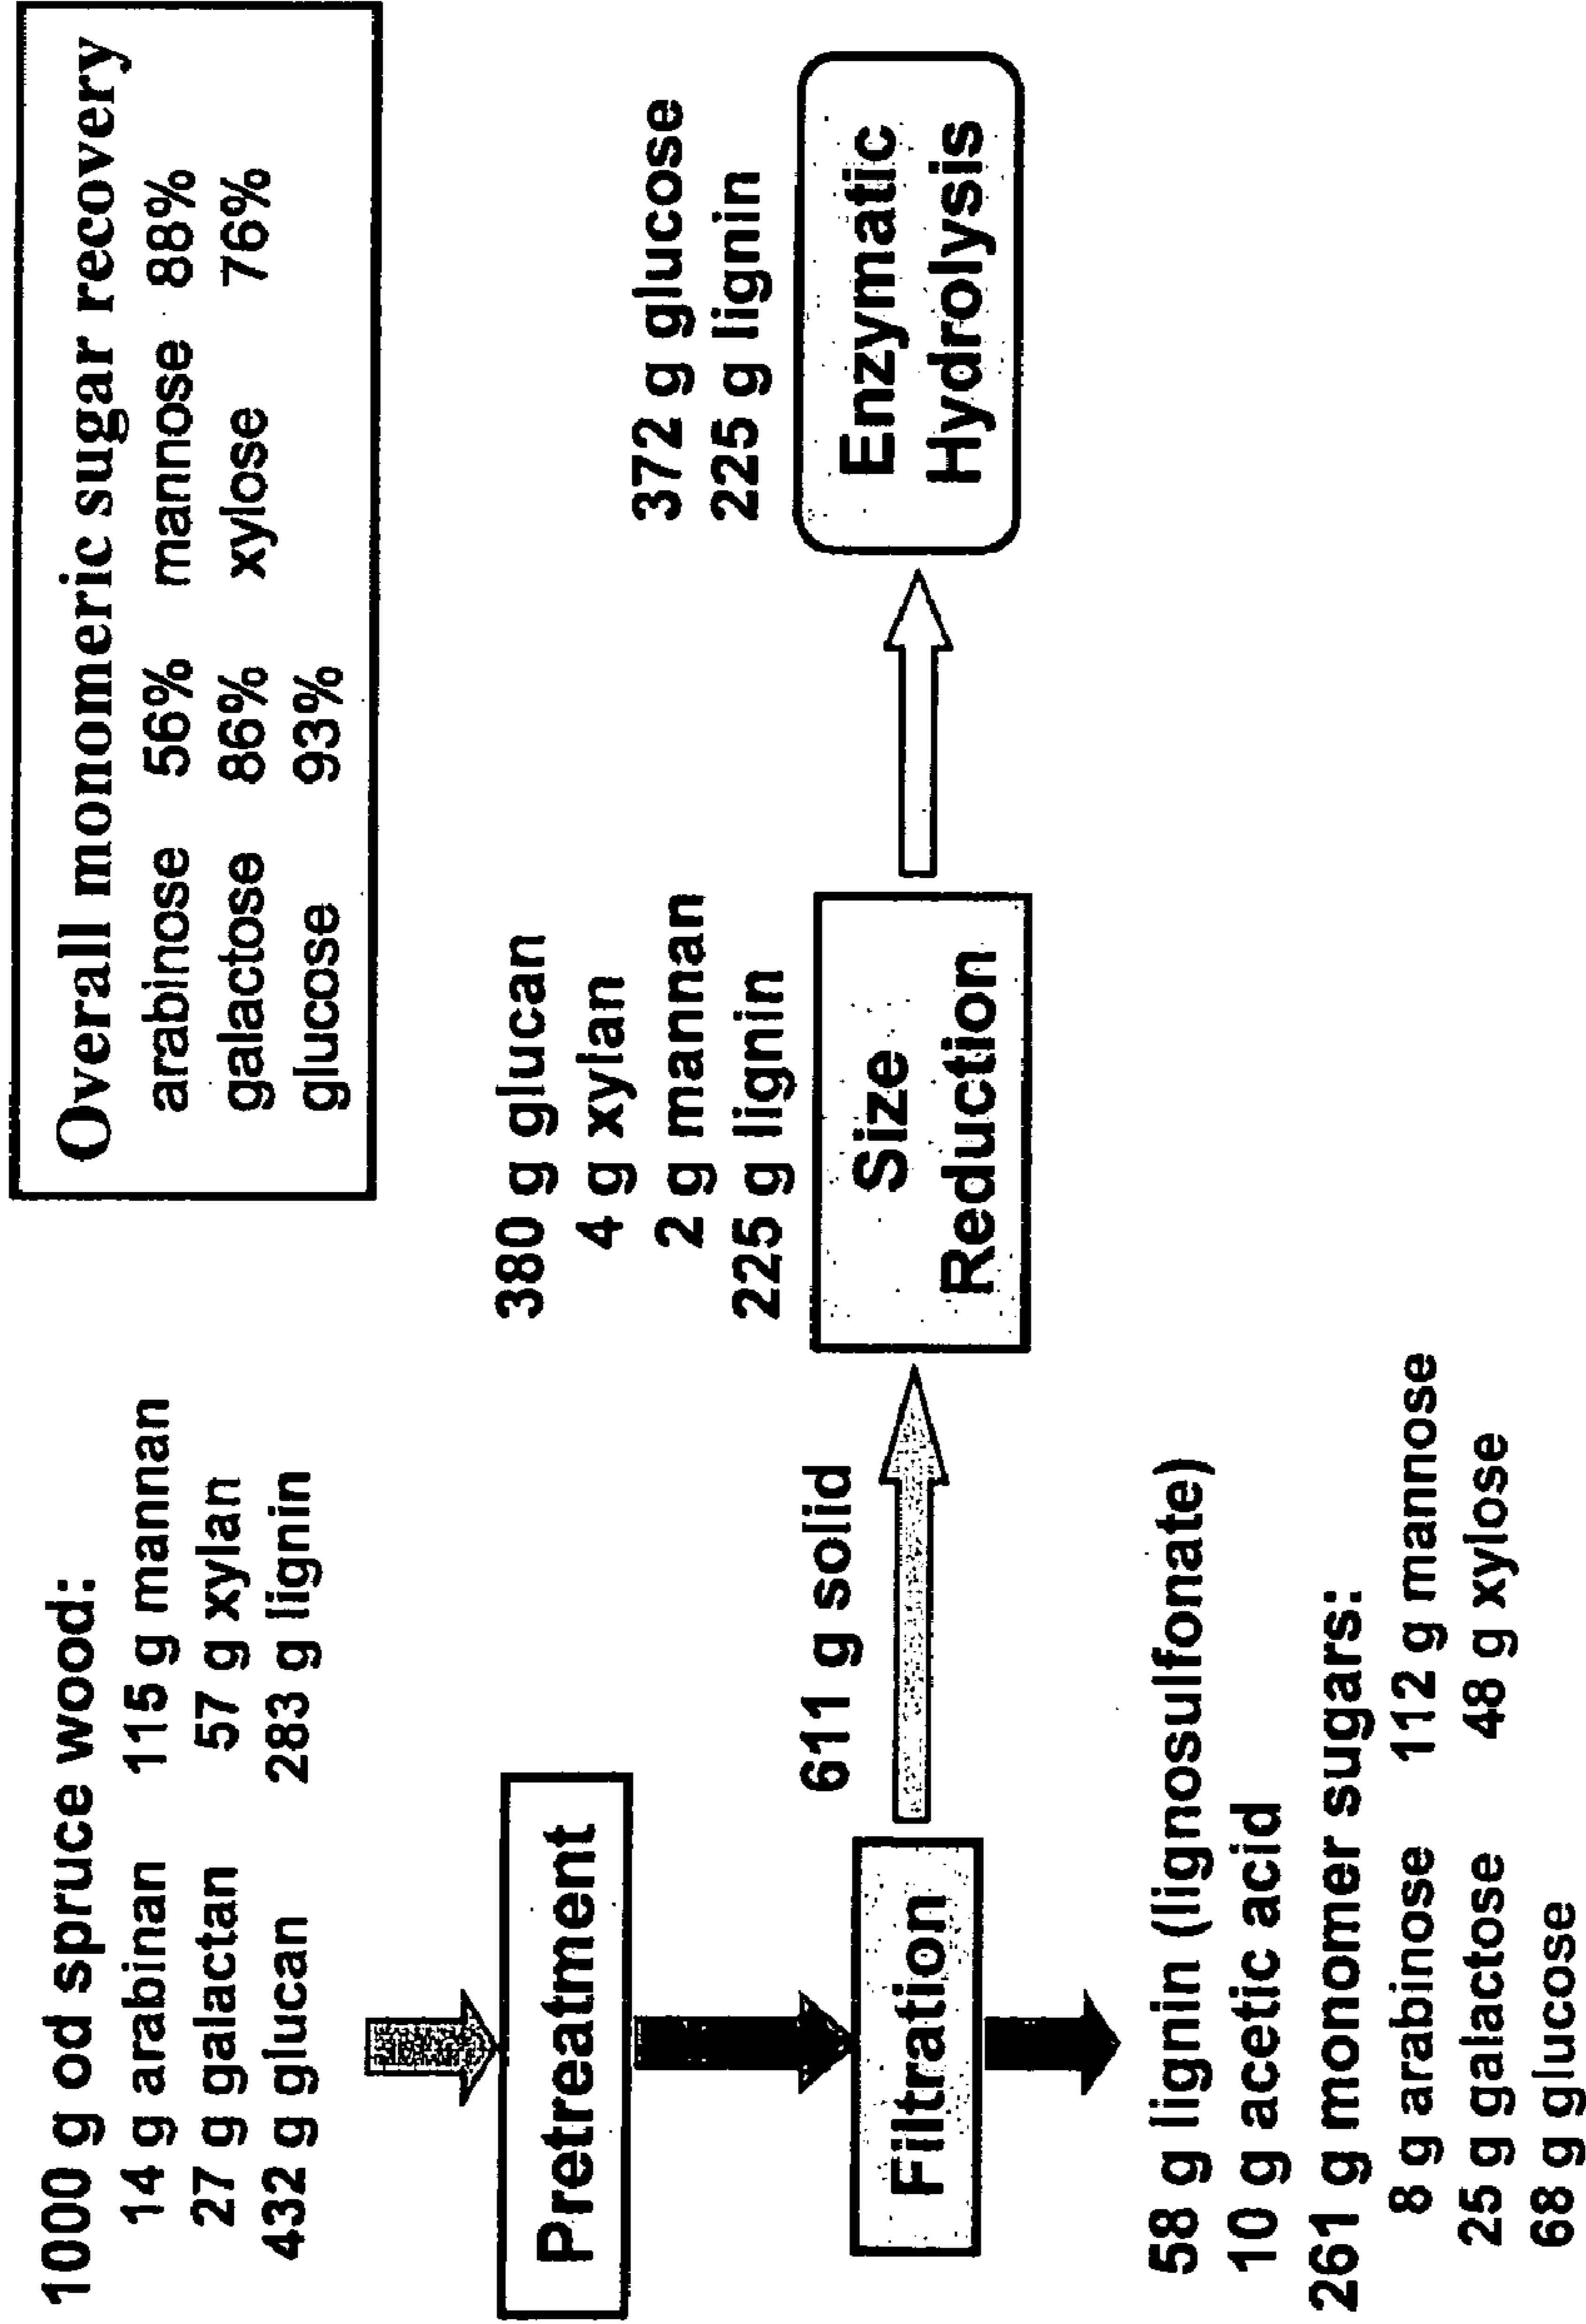 1000 g od spruce wood:
14 g arabinan 115 g mannan
27 g galactan 57 g xylan
432 g glucan 283 g lignin
Overall monomeric sugar recovery
arabinose 56% mannose 88%
galactose 86% xylose 76%
glucose 93%
Pretreatment
380 g glucan
4 g xylan
2 g mannan
225 g lignin
372 g glucose
225 g lignin
611 g solid
Filtration
Size
Reduction
Enzymatic
Hydrolysis
58 g lignin (lignosulfonate)
10 g acetic acid
261 g monomer sugars:
8 g arabinose 112 g mannose
25 g galactose 48 g xylose
68 g glucose